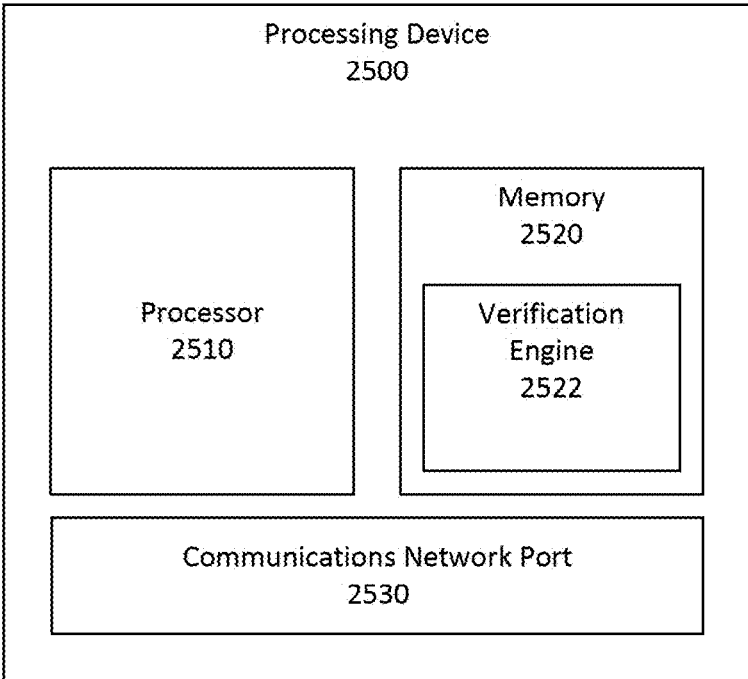 Processing Device
2500
Processor
2510
Memory
2520
Verification
Engine
2522
Communications Network Port
2530